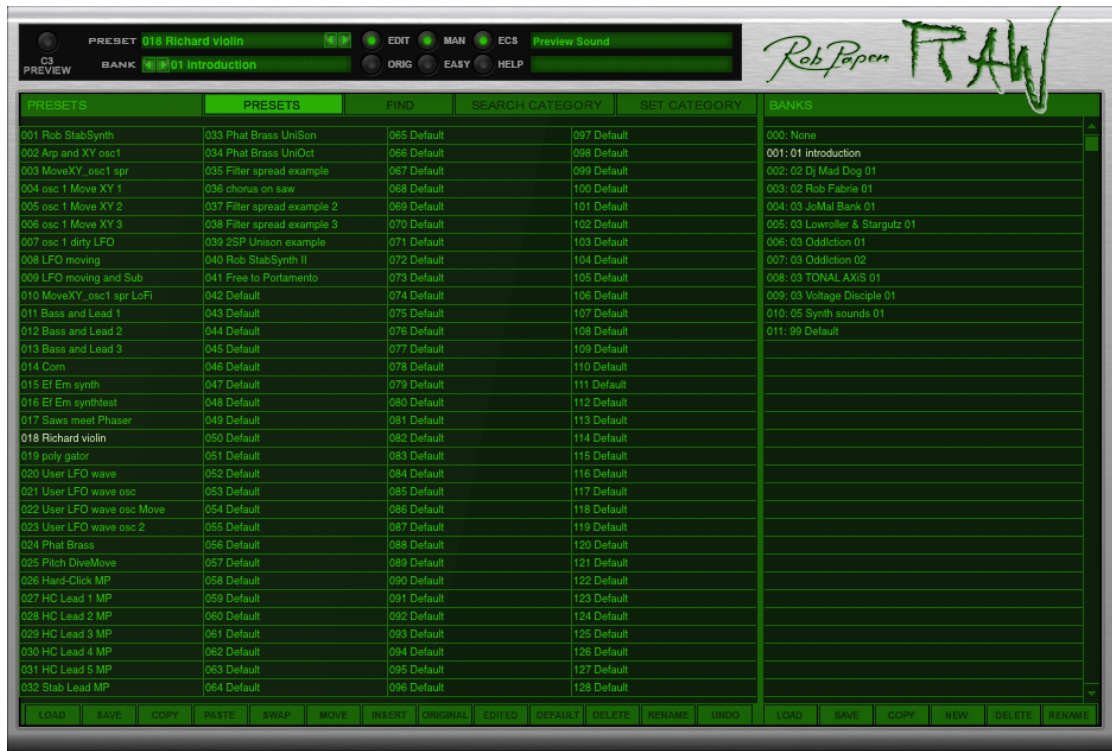 PRESET 018 Richard violin EDIT MAN ECS Preview Sound
C3 PREVIEW BANK 01 introduction ORIG EASY HELP
Rob Papen RAW
PRESETS PRESETS FIND SEARCH CATEGORY SET CATEGORY BANKS
001 Rob StabSynth 033 Phat Brass UniSon 065 Default 097 Default 000: None
002 Arp and XY osc1 034 Phat Brass UniOct 066 Default 098 Default 001: 01 introduction
003 MoveXY_osc1 spr 035 Filter spread example 067 Default 099 Default 002: 02 Dj Mad Dog 01
004 osc 1 Move XY 1 036 chorus on saw 068 Default 100 Default 003: 02 Rob Fabrie 01
005 osc 1 Move XY 2 037 Filter spread example 2 069 Default 101 Default 004: 03 JoMal Bank 01
006 osc 1 Move XY 3 038 Filter spread example 3 070 Default 102 Default 005: 03 Lowroller & Stargutz 01
007 osc 1 dirty LFO 039 2SP Unison example 071 Default 103 Default 006: 03 OddIction 01
008 LFO moving 040 Rob StabSynth II 072 Default 104 Default 007: 03 OddIction 02
009 LFO moving and Sub 041 Free to Portamento 073 Default 105 Default 008: 03 TONAL AXiS 01
010 MoveXY_osc1 spr LoFi 042 Default 074 Default 106 Default 009: 03 Voltage Disciple 01
011 Bass and Lead 1 043 Default 075 Default 107 Default 010: 05 Synth sounds 01
012 Bass and Lead 2 044 Default 076 Default 108 Default 011: 99 Default
013 Bass and Lead 3 045 Default 077 Default 109 Default
014 Corn 046 Default 078 Default 110 Default
015 Ef Em synth 047 Default 079 Default 111 Default
016 Ef Em synthtest 048 Default 080 Default 112 Default
017 Saws meet Phaser 049 Default 081 Default 113 Default
018 Richard violin 050 Default 082 Default 114 Default
019 poly gator 051 Default 083 Default 115 Default
020 User LFO wave 052 Default 084 Default 116 Default
021 User LFO wave osc 053 Default 085 Default 117 Default
022 User LFO wave osc Move 054 Default 086 Default 118 Default
023 User LFO wave osc 2 055 Default 087 Default 119 Default
024 Phat Brass 056 Default 088 Default 120 Default
025 Pitch DiveMove 057 Default 089 Default 121 Default
026 Hard-Click MP 058 Default 090 Default 122 Default
027 HC Lead 1 MP 059 Default 091 Default 123 Default
028 HC Lead 2 MP 060 Default 092 Default 124 Default
029 HC Lead 3 MP 061 Default 093 Default 125 Default
030 HC Lead 4 MP 062 Default 094 Default 126 Default
031 HC Lead 5 MP 063 Default 095 Default 127 Default
032 Stab Lead MP 064 Default 096 Default 128 Default
LOAD SAVE COPY PASTE SWAP MOVE INSERT ORIGINAL EDITED DEFAULT DELETE RENAME UNDO LOAD SAVE COPY NEW DELETE RENAME